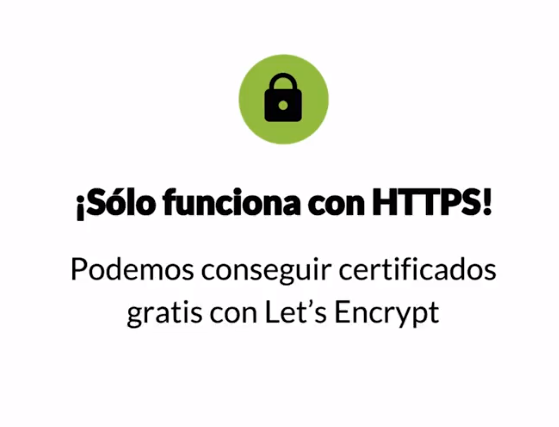 ¡Sólo funciona con HTTPS!
Podemos conseguir certificados
gratis con Let’s Encrypt